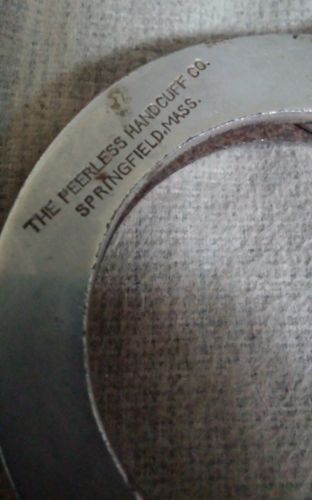 THE PEERLESS HANDCUFF CO.
SPRINGFIELD, MASS.